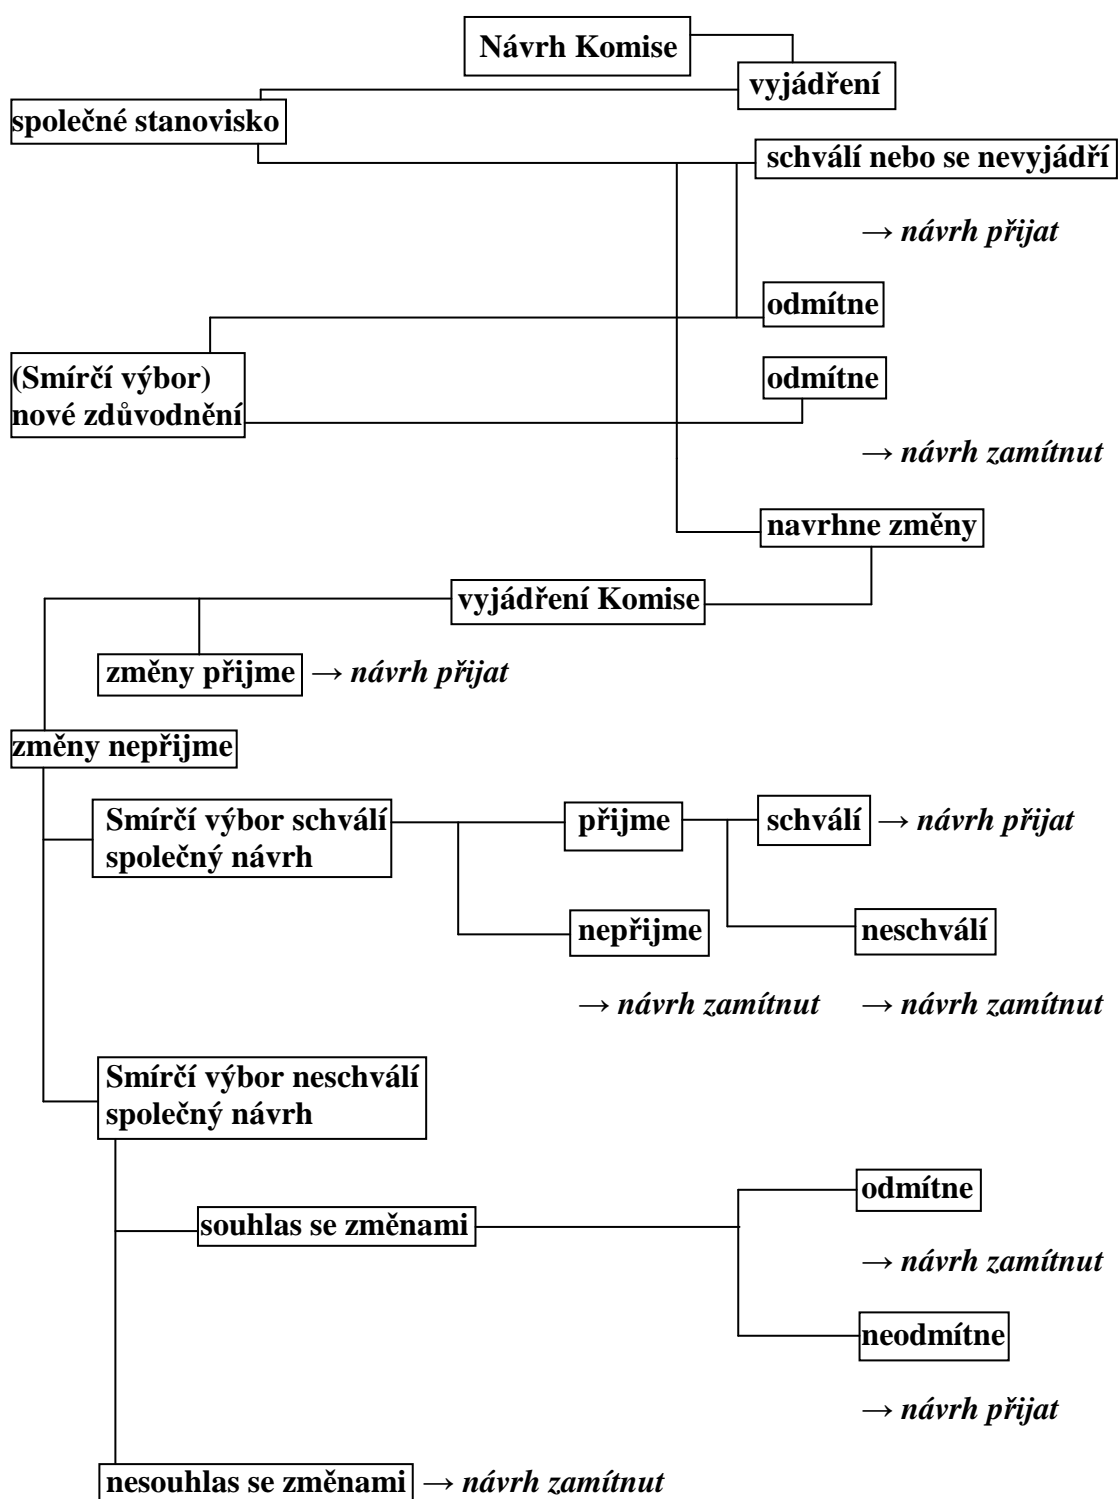 Návrh Komise
vyjádření
společné stanovisko
schválí nebo se nevyjádří
→ návrh přijat
odmítne
(Smírčí výbor)
nové zdůvodnění
odmítne
→ návrh zamítnut
navrhne změny
vyjádření Komise
změny přijme → návrh přijat
změny nepřijme
Smírčí výbor schválí
společný návrh
přijme
schválí → návrh přijat
nepřijme
neschválí
→ návrh zamítnut
→ návrh zamítnut
Smírčí výbor neschválí
společný návrh
odmítne
souhlas se změnami
→ návrh zamítnut
neodmítne
→ návrh přijat
nesouhlas se změnami → návrh zamítnut